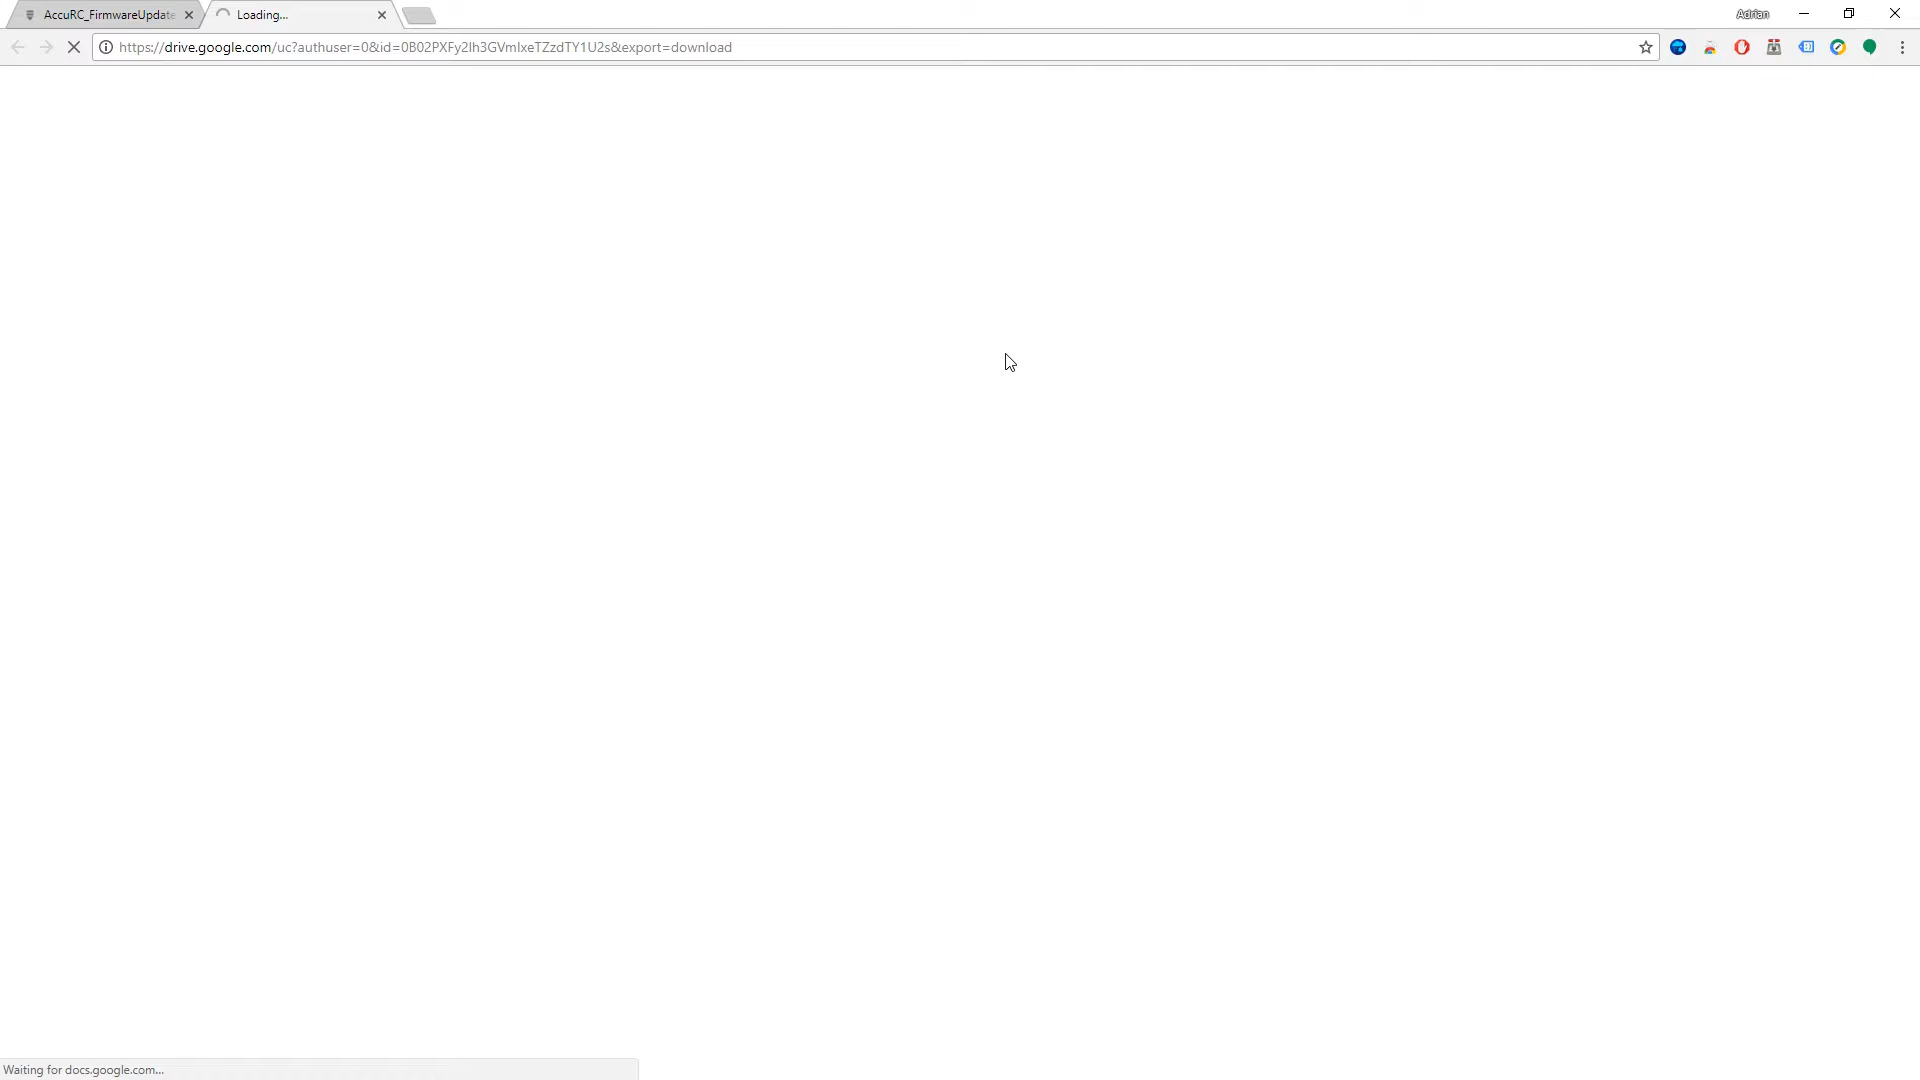 AccuRC_FirmwareUpdate
Loading...
Adrian
https://drive.google.com/uc?authuser=0&id=0B02PXFy2Ih3GVmlxeTZzdTY1U2s&export=download
Waiting for docs.google.com...